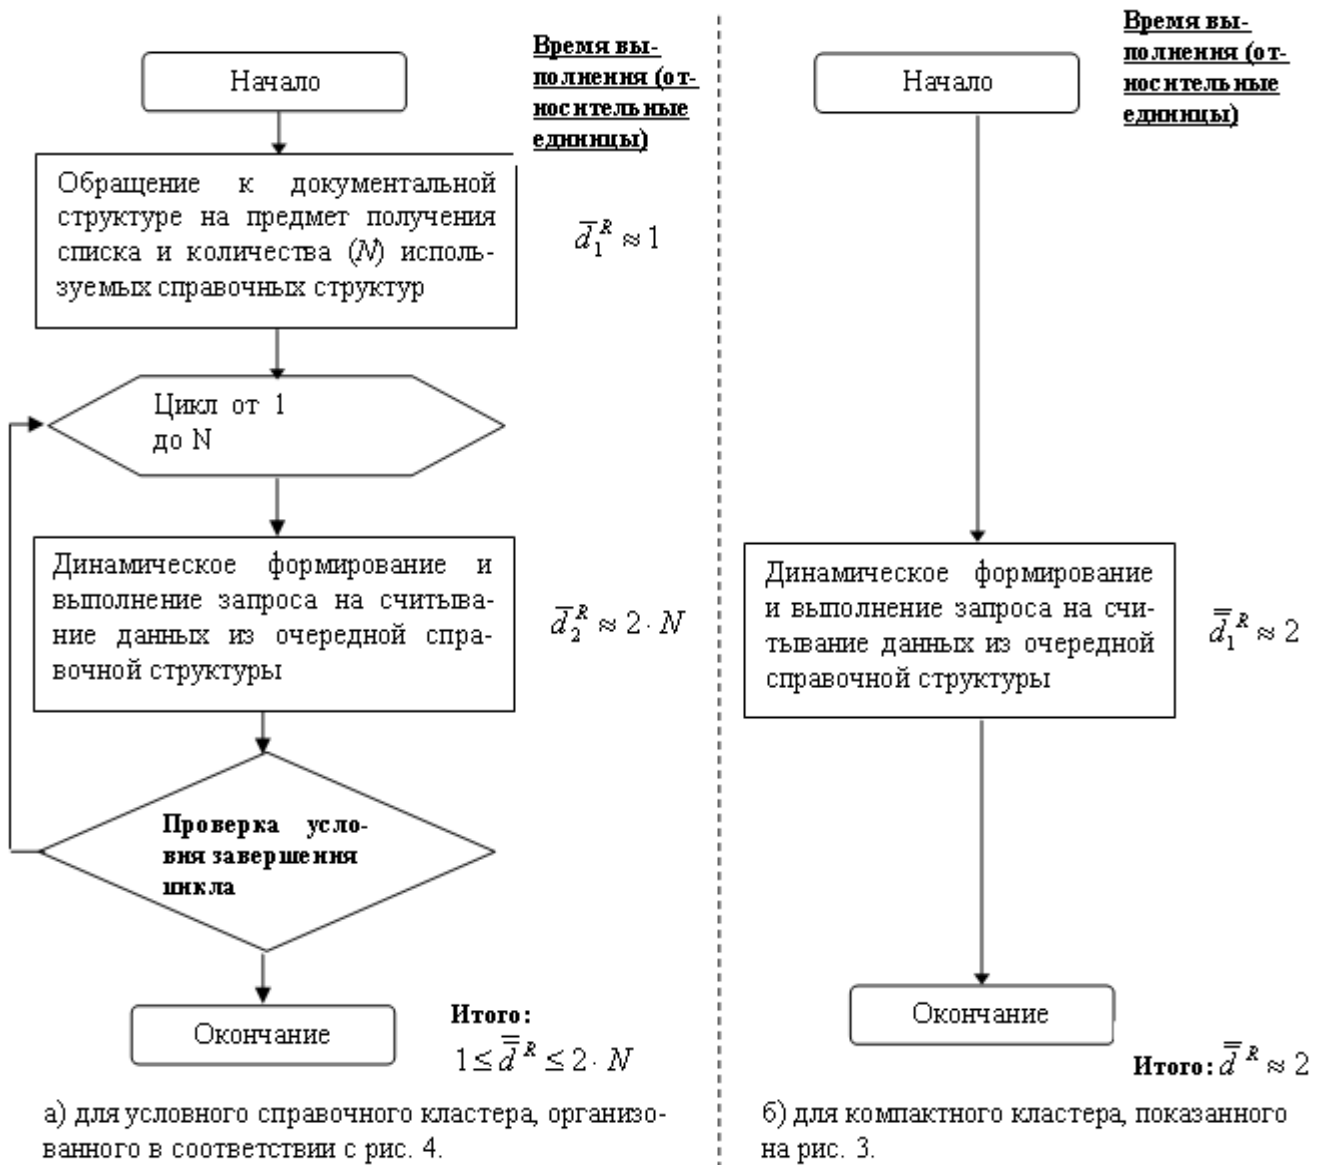 Время вы-
полнения (от-
носительные
единицы)
Начало
Обращение к документальной
структуре на предмет получения
списка и количества (N) исполь-
зуемых справочных структур
d̅₁ᴿ ≈ 1
Цикл от 1
до N
Динамическое формирование и
выполнение запроса на считыва-
ние данных из очередной спра-
вочной структуры
d̅₂ᴿ ≈ 2 · N
Проверка усло-
вия завершения
цикла
Окончание
Итого:
1 ≤ d̿ ᴿ ≤ 2 · N
а) для условного справочного кластера, организо-
ванного в соответствии с рис. 4.
Время вы-
полнения (от-
носительные
единицы)
Начало
Динамическое формирование
и выполнение запроса на счи-
тывание данных из очередной
справочной структуры
d̿₁ᴿ ≈ 2
Окончание
Итого: d̿ ᴿ ≈ 2
б) для компактного кластера, показанного
на рис. 3.